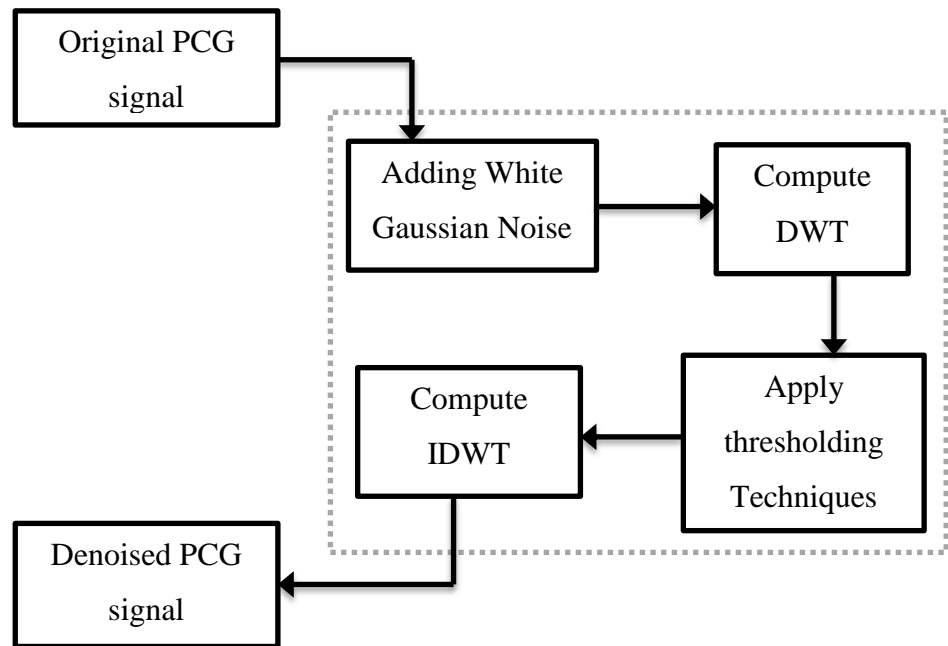 Original PCG
signal
Adding White
Gaussian Noise
Compute
DWT
Apply
thresholding
Techniques
Compute
IDWT
Denoised PCG
signal